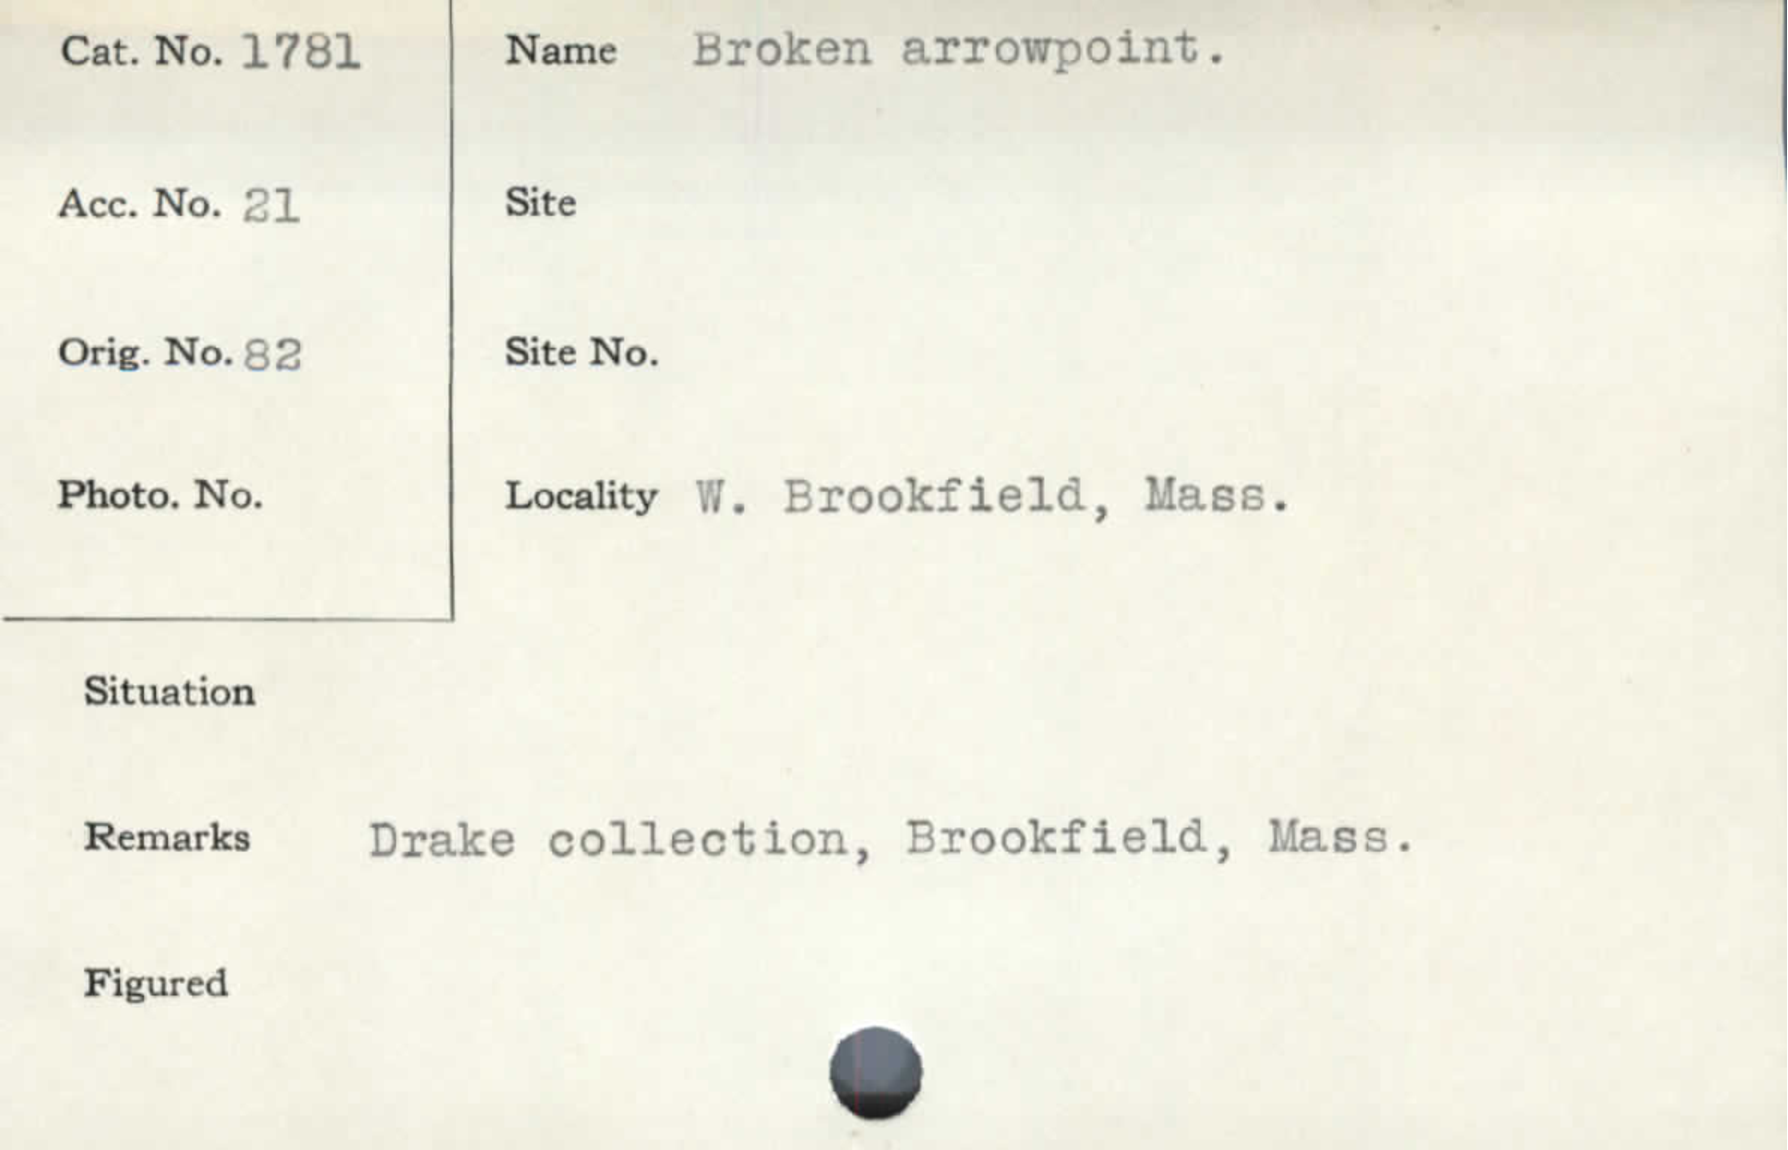 Cat. No. 1781
Name Broken arrowpoint.
Acc. No. 21
Site
Orig. No. 82
Site No.
Photo. No.
Locality W. Brookfield, Mass.
Situation
Remarks Drake collection, Brookfield, Mass.
Figured